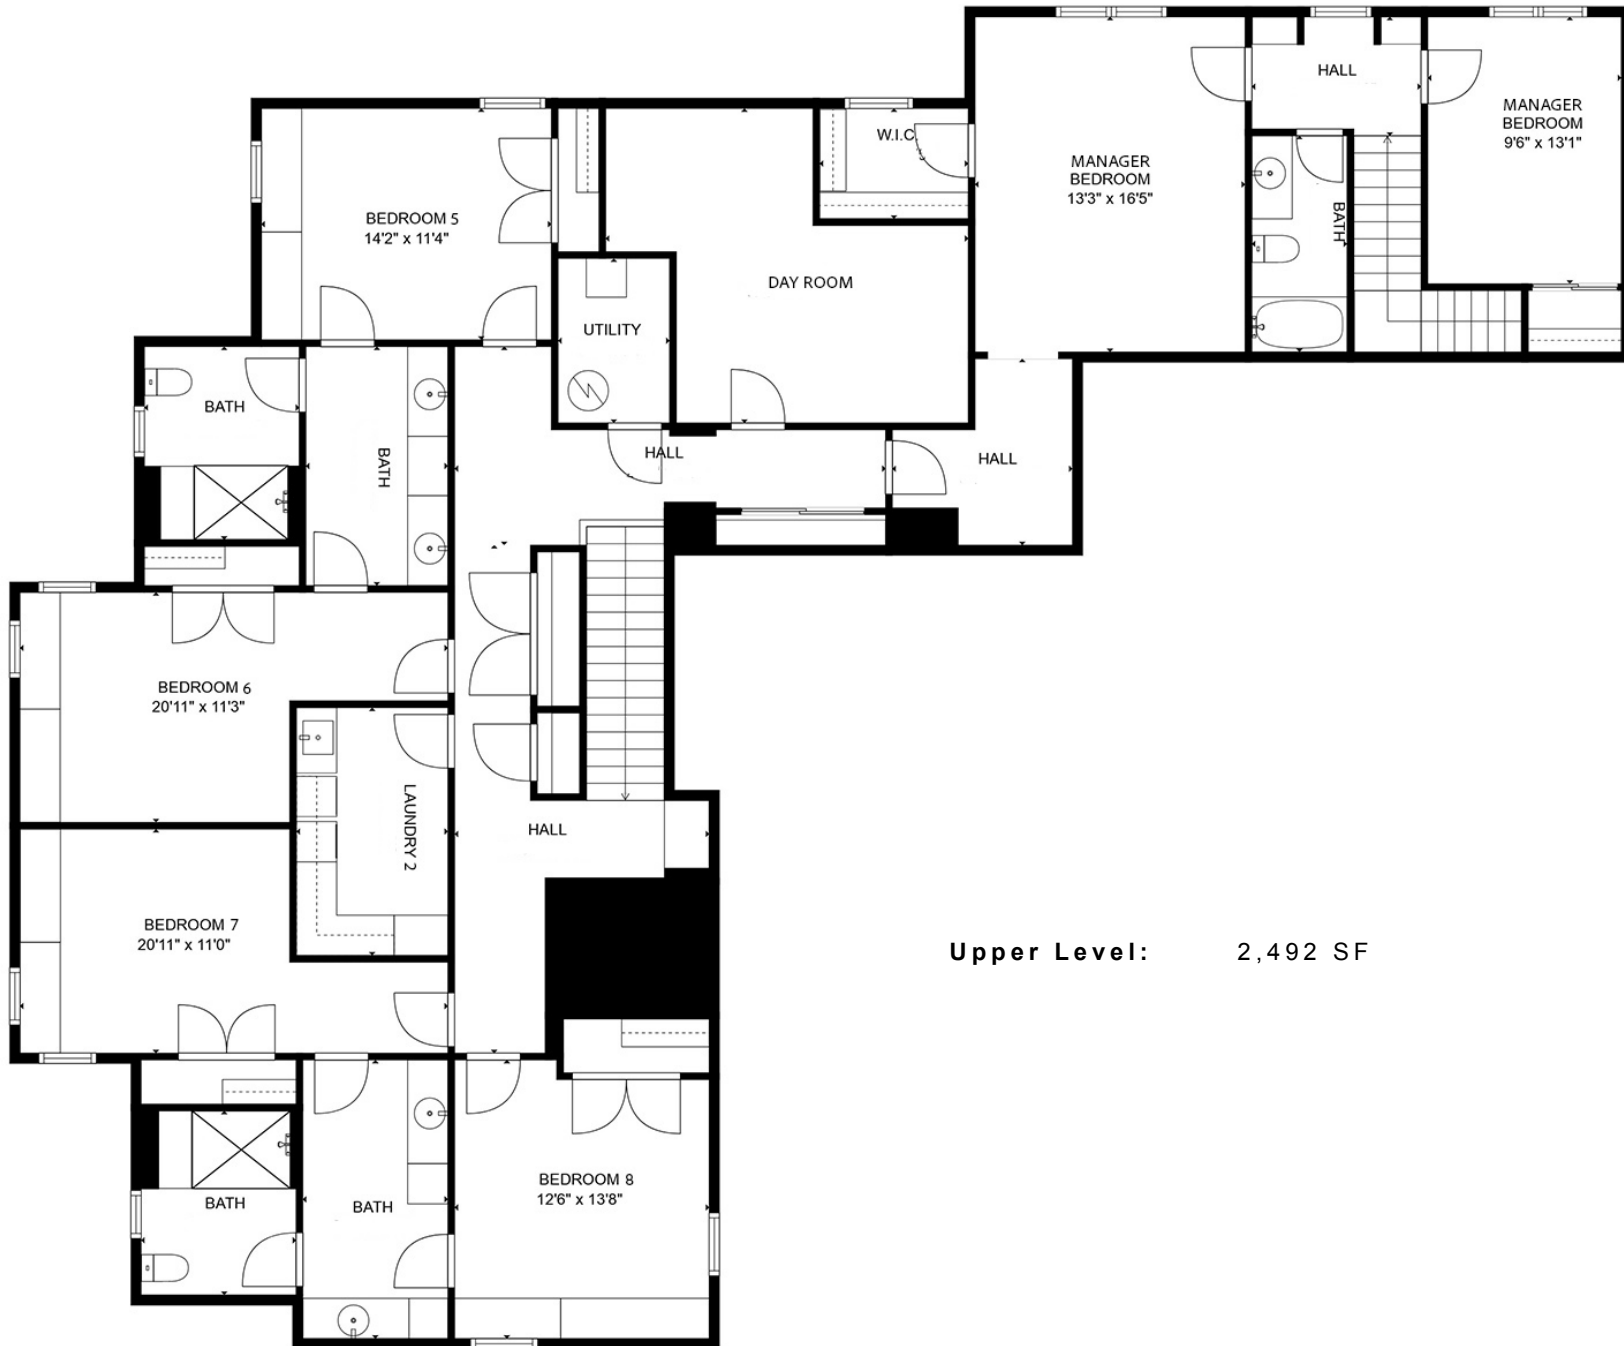 HALL
MANAGER
BEDROOM
9'6" x 13'1"
W.I.C.
MANAGER
BEDROOM
13'3" x 16'5"
BATH
BEDROOM 5
14'2" x 11'4"
DAY ROOM
UTILITY
BATH
BATH
HALL
HALL
BEDROOM 6
20'11" x 11'3"
LAUNDRY 2
HALL
BEDROOM 7
20'11" x 11'0"
Upper Level: 2,492 SF
BATH
BATH
BEDROOM 8
12'6" x 13'8"